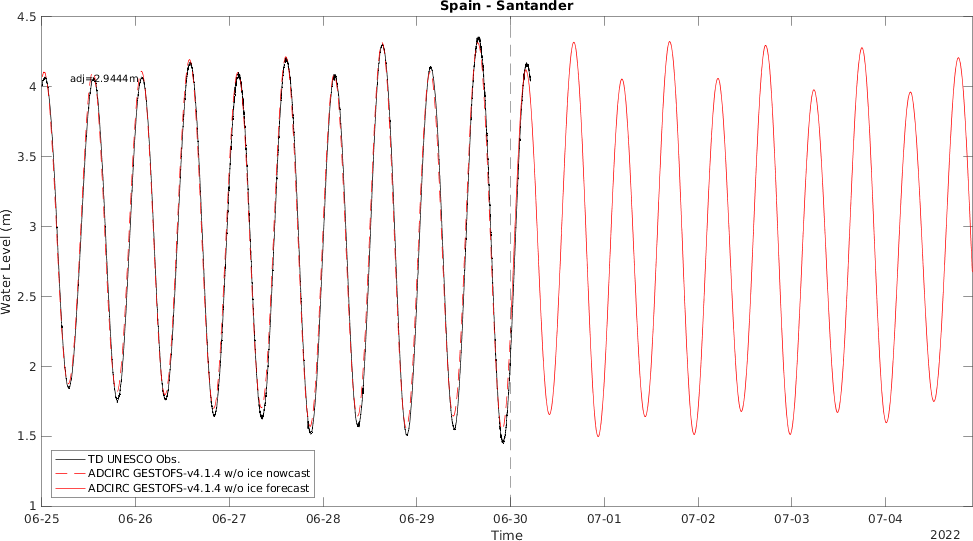 Spain - Santander
4.5
4
3.5
3
2.5
2
1.5
1
Water Level (m)
adj=2.9444m
TD UNESCO Obs.
ADCIRC GESTOFS-v4.1.4 w/o ice nowcast
ADCIRC GESTOFS-v4.1.4 w/o ice forecast
06-25 06-26 06-27 06-28 06-29 06-30 07-01 07-02 07-03 07-04
Time
2022